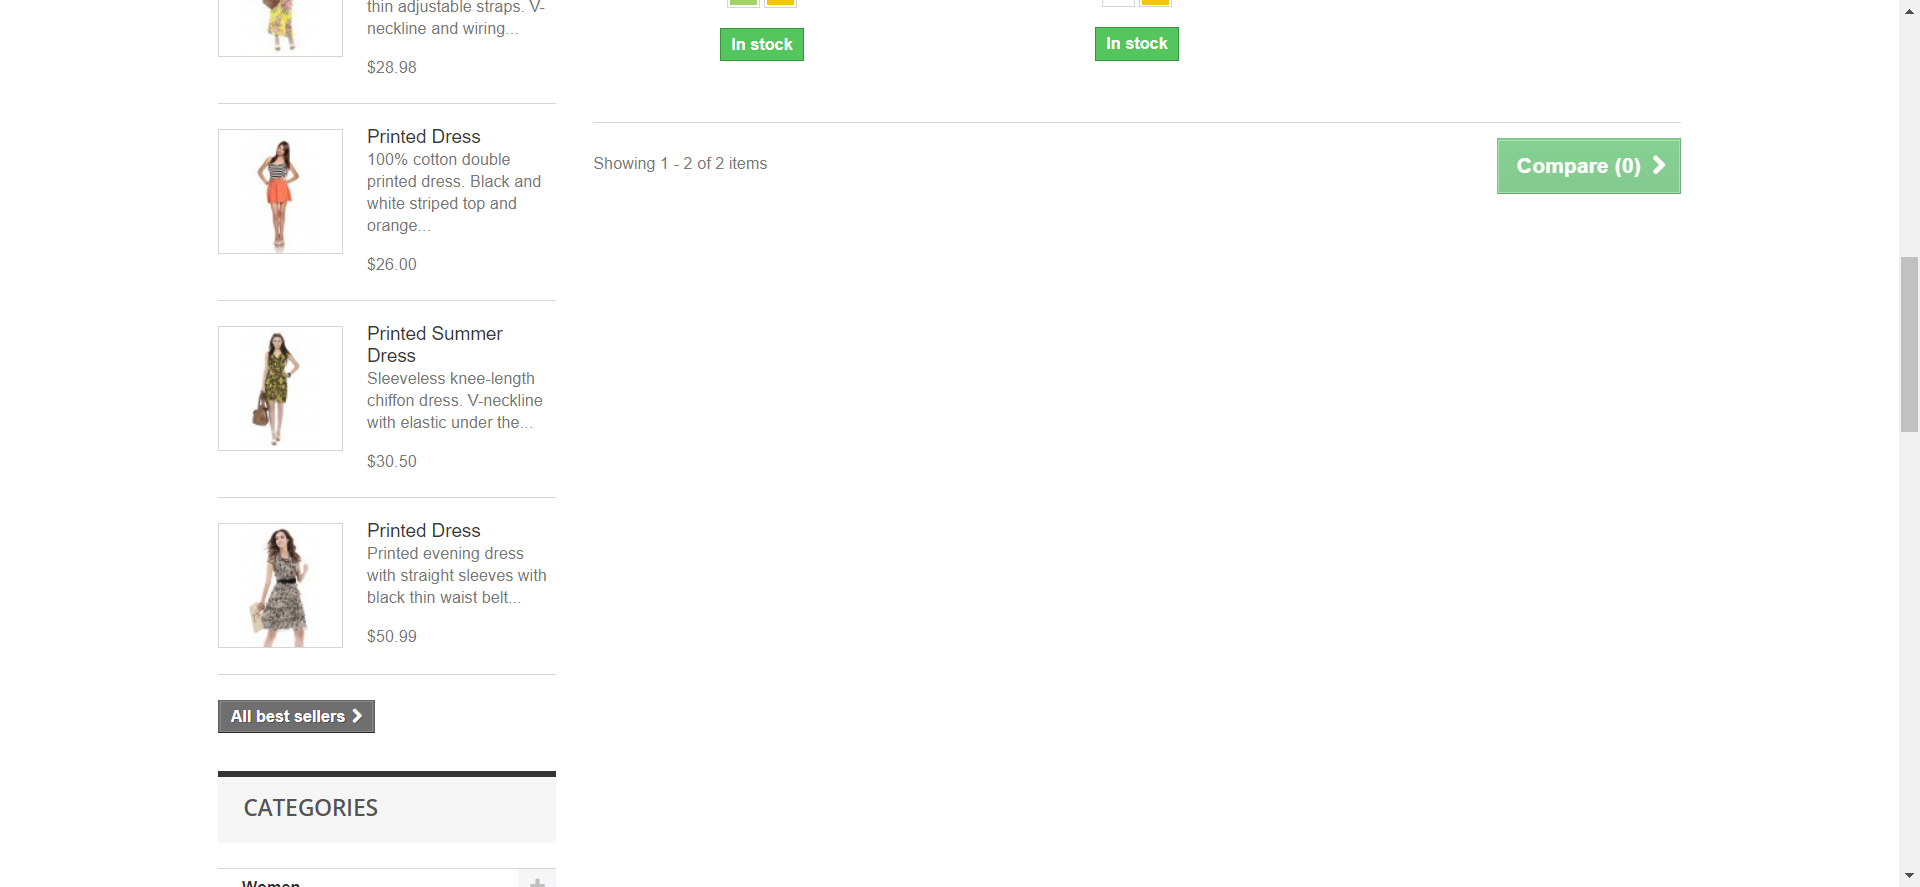 thin adjustable straps. V-
neckline and wiring...
$28.98
Printed Dress
100% cotton double
printed dress. Black and
white striped top and
orange...
$26.00
Printed Summer
Dress
Sleeveless knee-length
chiffon dress. V-neckline
with elastic under the...
$30.50
Printed Dress
Printed evening dress
with straight sleeves with
black thin waist belt...
$50.99
All best sellers
CATEGORIES
Women
In stock
In stock
Showing 1 - 2 of 2 items
Compare (0)